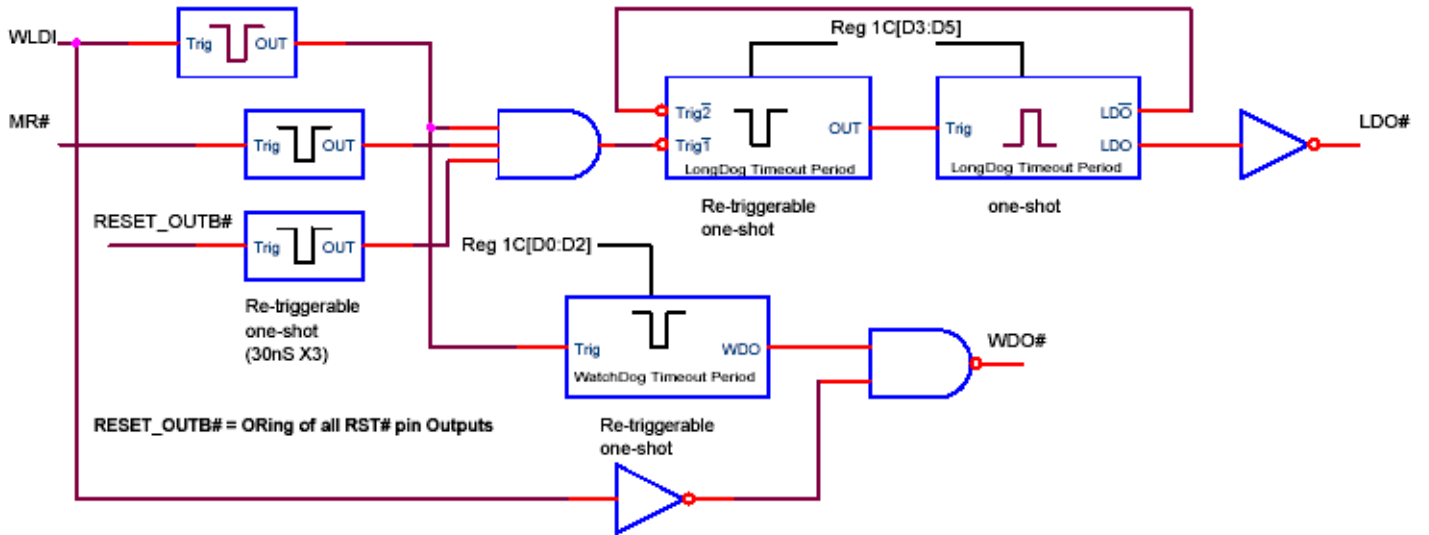 WLDI
Trig OUT
Reg 1C[D3:D5]
MR#
Trig OUT
Trig2
Trig1
OUT
LongDog Timeout Period
Trig
LDO
LDO
LongDog Timeout Period
LDO#
Re-triggerable
one-shot
one-shot
RESET_OUTB#
Trig OUT
Re-triggerable
one-shot
(30nS X3)
Reg 1C[D0:D2]
Trig WDO
WatchDog Timeout Period
WDO#
RESET_OUTB# = ORing of all RST# pin Outputs
Re-triggerable
one-shot